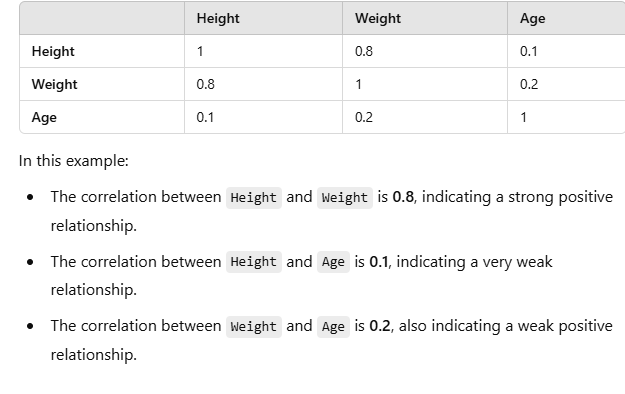 Height Weight Age
Height 1 0.8 0.1
Weight 0.8 1 0.2
Age 0.1 0.2 1
In this example:
• The correlation between Height and Weight is 0.8, indicating a strong positive
relationship.
• The correlation between Height and Age is 0.1, indicating a very weak
relationship.
• The correlation between Weight and Age is 0.2, also indicating a weak positive
relationship.